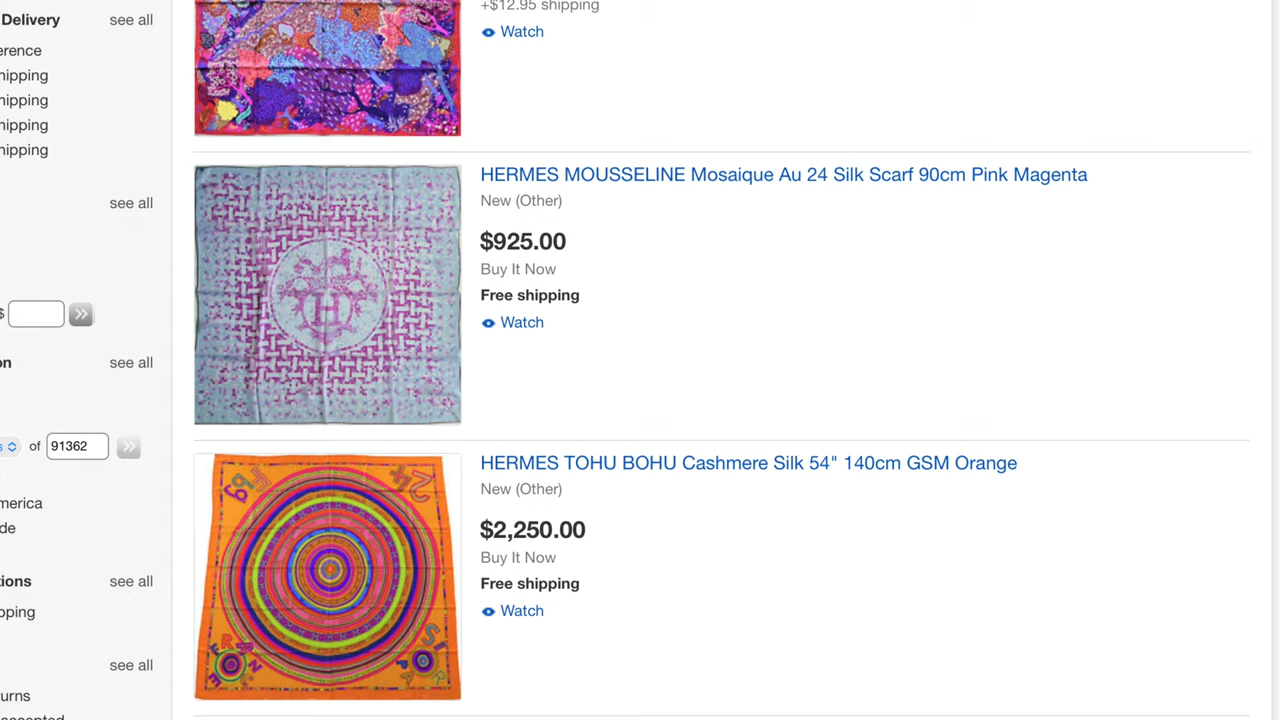 Delivery see all
erence
hipping
hipping
hipping
hipping
see all
$
on see all
s of 91362
merica
de
tions see all
pping
see all
urns
accepted
+$12.95 shipping
Watch
HERMES MOUSSELINE Mosaique Au 24 Silk Scarf 90cm Pink Magenta
New (Other)
$925.00
Buy It Now
Free shipping
Watch
H
HERMES TOHU BOHU Cashmere Silk 54" 140cm GSM Orange
New (Other)
$2,250.00
Buy It Now
Free shipping
Watch